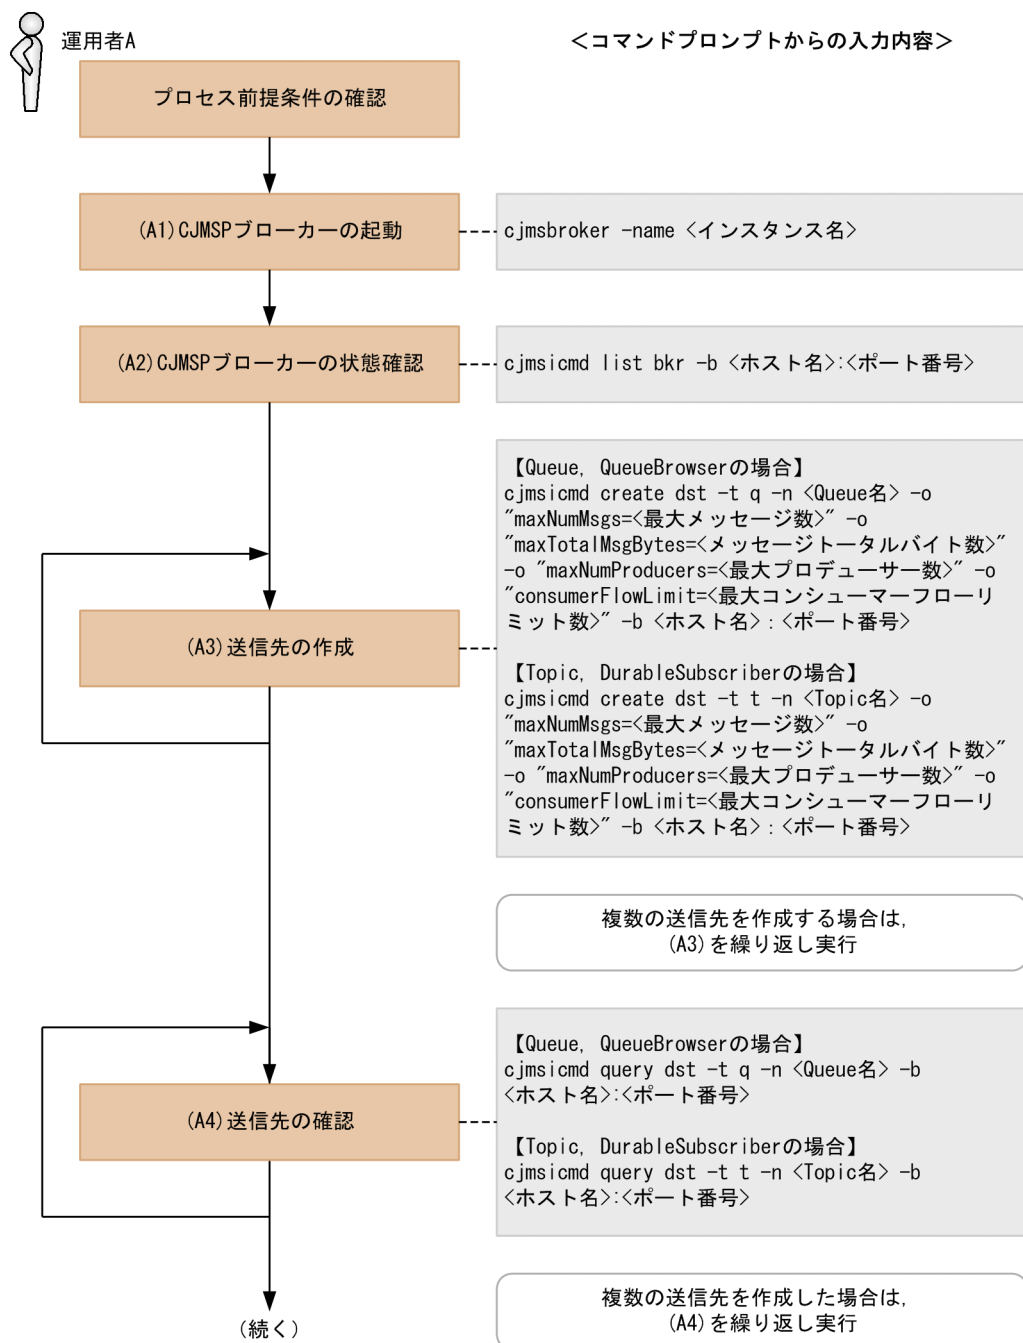 運用者A
<コマンドプロンプトからの入力内容>
プロセス前提条件の確認
(A1)CJMSPブローカーの起動
cjmsbroker -name <インスタンス名>
(A2)CJMSPブローカーの状態確認
cjmsicmd list bkr -b <ホスト名>:<ポート番号>
【Queue, QueueBrowserの場合】
cjmsicmd create dst -t q -n <Queue名> -o
"maxNumMsgs=<最大メッセージ数>" -o
"maxTotalMsgBytes=<メッセージトータルバイト数>"
-o "maxNumProducers=<最大プロデューサー数>" -o
"consumerFlowLimit=<最大コンシューマーフローリ
ミット数>" -b <ホスト名>:<ポート番号>
(A3)送信先の作成
【Topic, DurableSubscriberの場合】
cjmsicmd create dst -t t -n <Topic名> -o
"maxNumMsgs=<最大メッセージ数>" -o
"maxTotalMsgBytes=<メッセージトータルバイト数>"
-o "maxNumProducers=<最大プロデューサー数>" -o
"consumerFlowLimit=<最大コンシューマーフローリ
ミット数>" -b <ホスト名>:<ポート番号>
複数の送信先を作成する場合は,
(A3)を繰り返し実行
【Queue, QueueBrowserの場合】
cjmsicmd query dst -t q -n <Queue名> -b
<ホスト名>:<ポート番号>
(A4)送信先の確認
【Topic, DurableSubscriberの場合】
cjmsicmd query dst -t t -n <Topic名> -b
<ホスト名>:<ポート番号>
複数の送信先を作成した場合は,
(A4)を繰り返し実行
(続く)